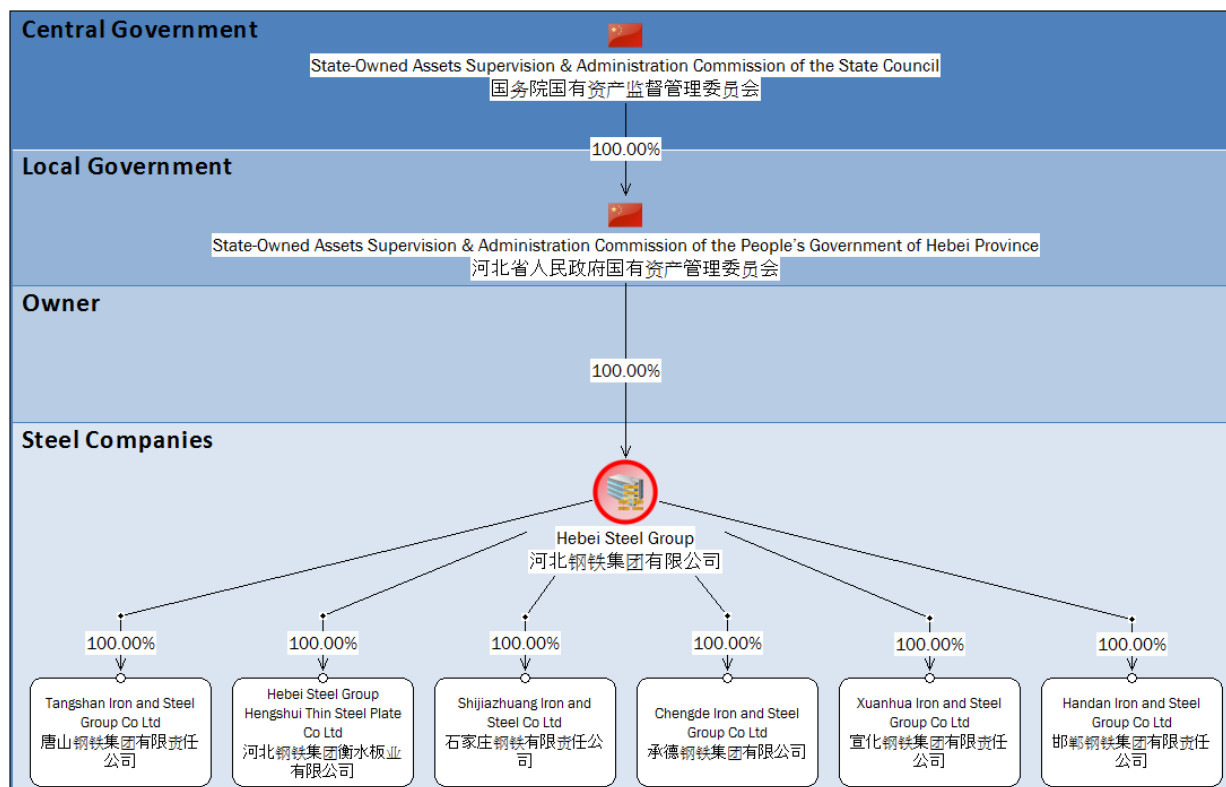 Central Government
State-Owned Assets Supervision & Administration Commission of the State Council
国务院国有资产监督管理委员会
100.00%
Local Government
State-Owned Assets Supervision & Administration Commission of the People's Government of Hebei Province
河北省人民政府国有资产管理委员会
Owner
100.00%
Steel Companies
Hebei Steel Group
河北钢铁集团有限公司
100.00%
100.00%
100.00%
100.00%
100.00%
100.00%
Tangshan Iron and Steel
Group Co Ltd
唐山钢铁集团有限责任
公司
Hebei Steel Group
Hengshui Thin Steel Plate
Co Ltd
河北钢铁集团衡水板业
有限公司
Shijiazhuang Iron and
Steel Co Ltd
石家庄钢铁有限责任公
司
Chengde Iron and Steel
Group Co Ltd
承德钢铁集团有限公司
Xuanhua Iron and Steel
Group Co Ltd
宣化钢铁集团有限责任
公司
Handan Iron and Steel
Group Co Ltd
邯郸钢铁集团有限责任
公司